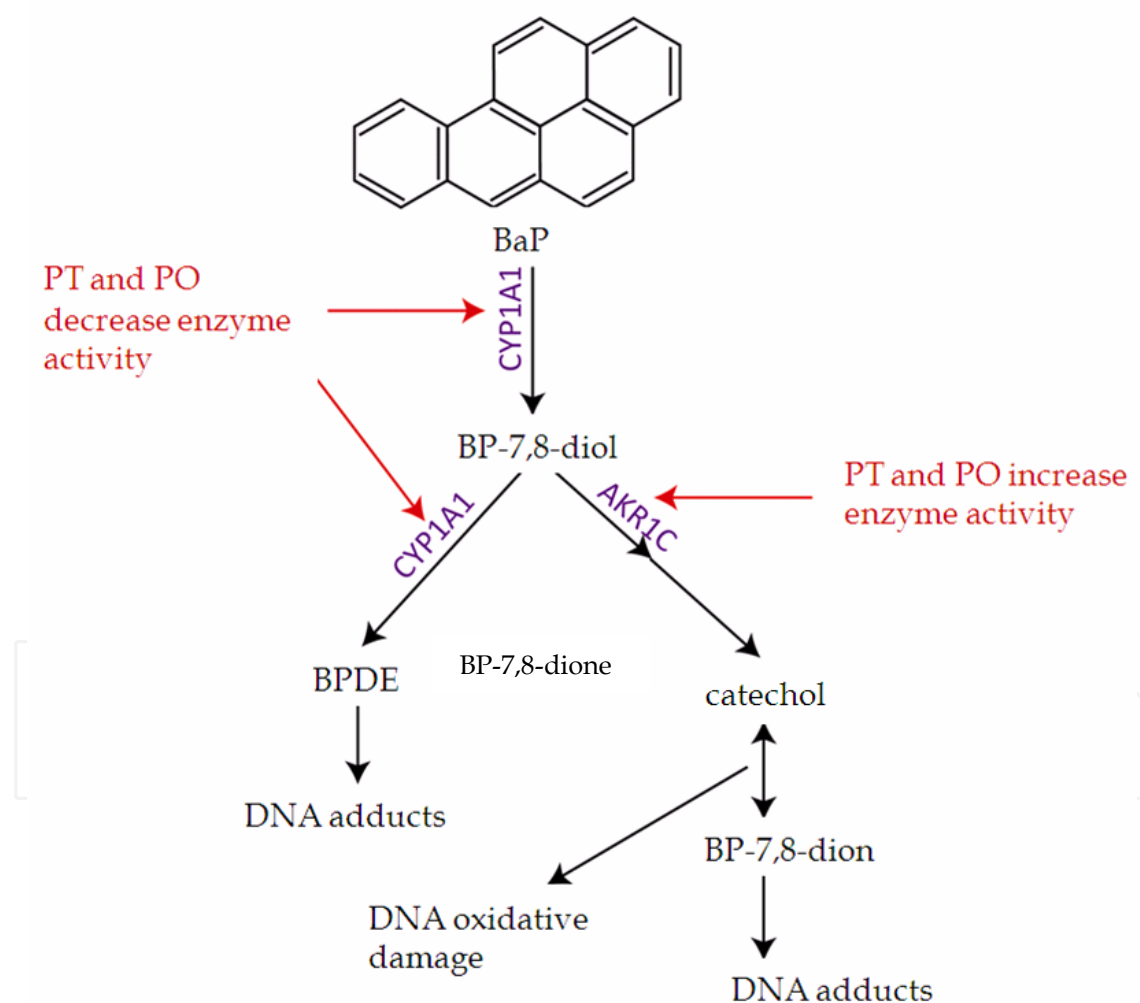 BaP
PT and PO
decrease enzyme
activity
CYP1A1
BP-7,8-diol
PT and PO increase
enzyme activity
CYP1A1
AKR1C
BPDE
BP-7,8-dione
catechol
DNA adducts
BP-7,8-dion
DNA oxidative
damage
DNA adducts